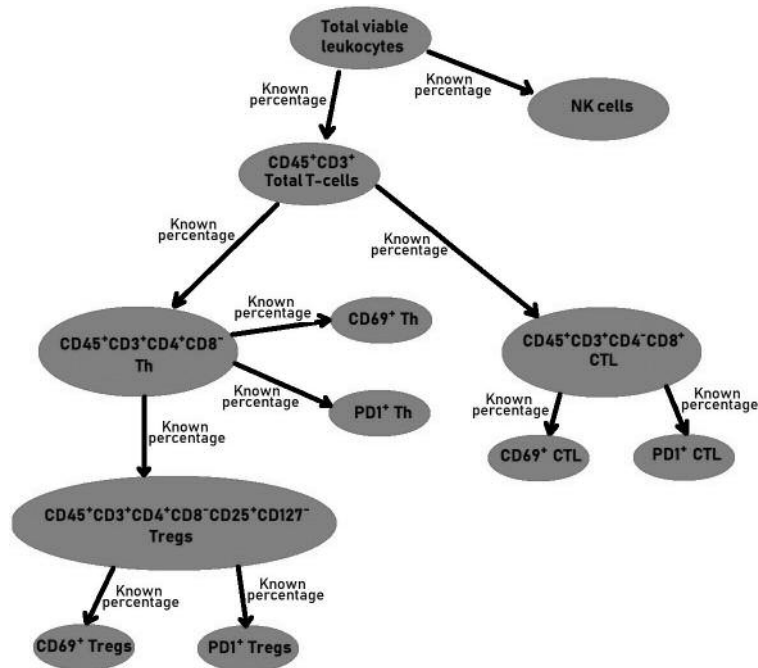 Total viable
leukocytes
Known
percentage
Known
percentage
NK cells
CD45⁺CD3⁺
Total T-cells
Known
percentage
Known
percentage
CD45⁺CD3⁺CD4⁺CD8⁻
Th
Known
percentage
CD69⁺ Th
Known
percentage
PD1⁺ Th
CD45⁺CD3⁺CD4⁻CD8⁺
CTL
Known
percentage
Known
percentage
CD69⁺ CTL
PD1⁺ CTL
Known
percentage
CD45⁺CD3⁺CD4⁺CD8⁻CD25⁺CD127⁻
Tregs
Known
percentage
Known
percentage
CD69⁺ Tregs
PD1⁺ Tregs